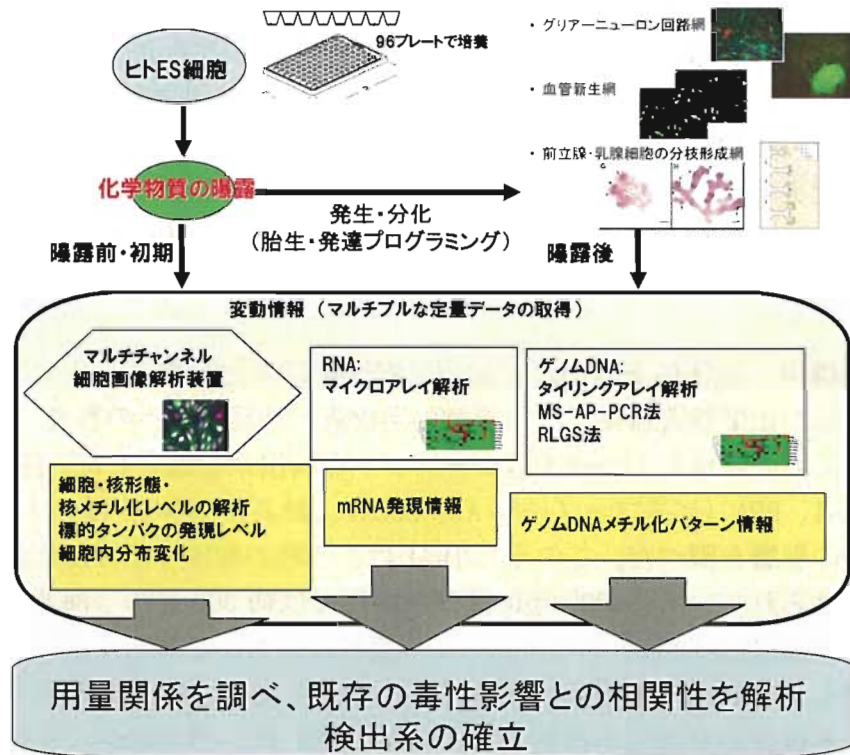 96プレートで培養
ヒトES細胞
・ グリアーニューロン回路網
・ 血管新生網
・ 前立腺・乳腺細胞の分枝形成網
化学物質の曝露
発生・分化
(胎生・発達プログラミング)
曝露前・初期
曝露後
変動情報 (マルチプルな定量データの取得)
マルチチャンネル
細胞画像解析装置
RNA:
マイクロアレイ解析
ゲノムDNA:
タイリングアレイ解析
MS-AP-PCR法
RLGS法
細胞・核形態・
核メチル化レベルの解析
標的タンパクの発現レベル
細胞内分布変化
mRNA発現情報
ゲノムDNAメチル化パターン情報
用量関係を調べ、既存の毒性影響との相関性を解析
検出系の確立